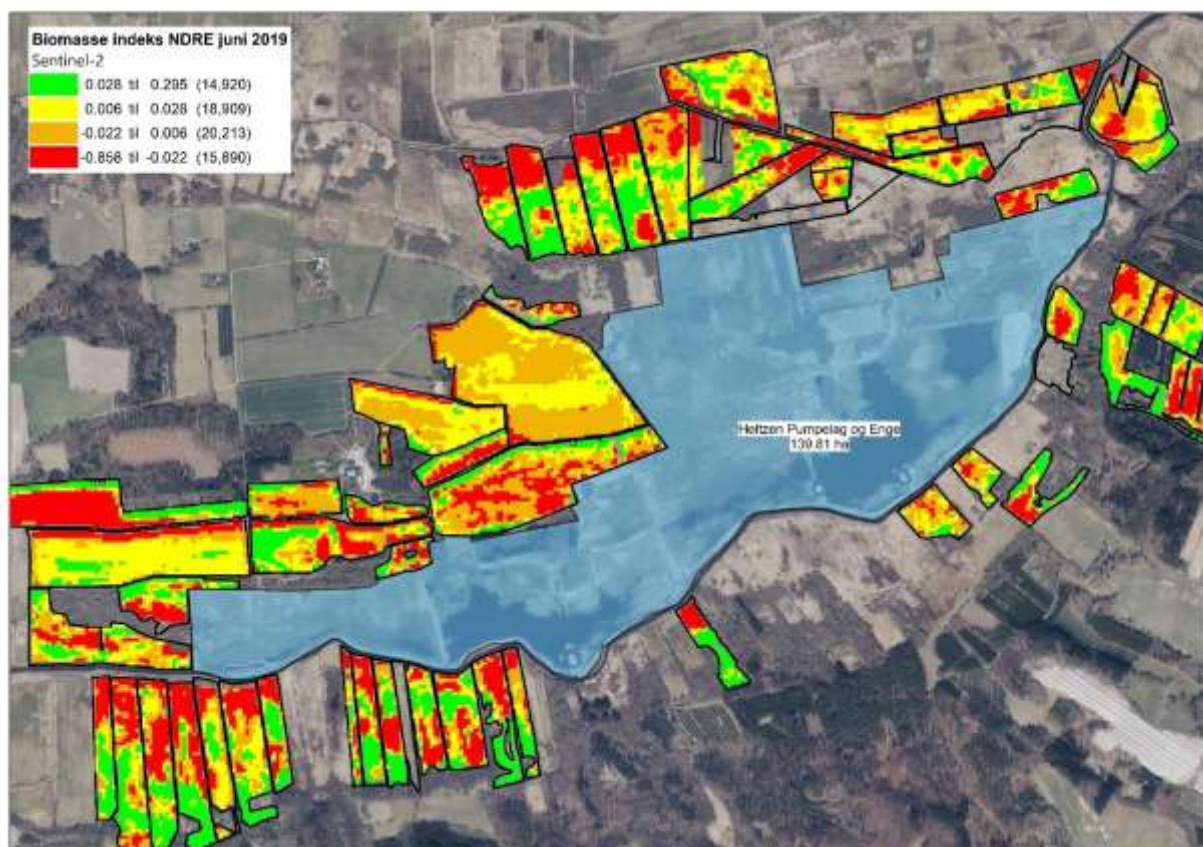 Biomasse indeks NDRE juni 2019
Sentinel-2
0.028 til 0.295 (14,920)
0.006 til 0.028 (18,909)
-0.022 til 0.006 (20,213)
-0.856 til -0.022 (15,890)
Heltzen Pumpelag og Enge
139.81 ha